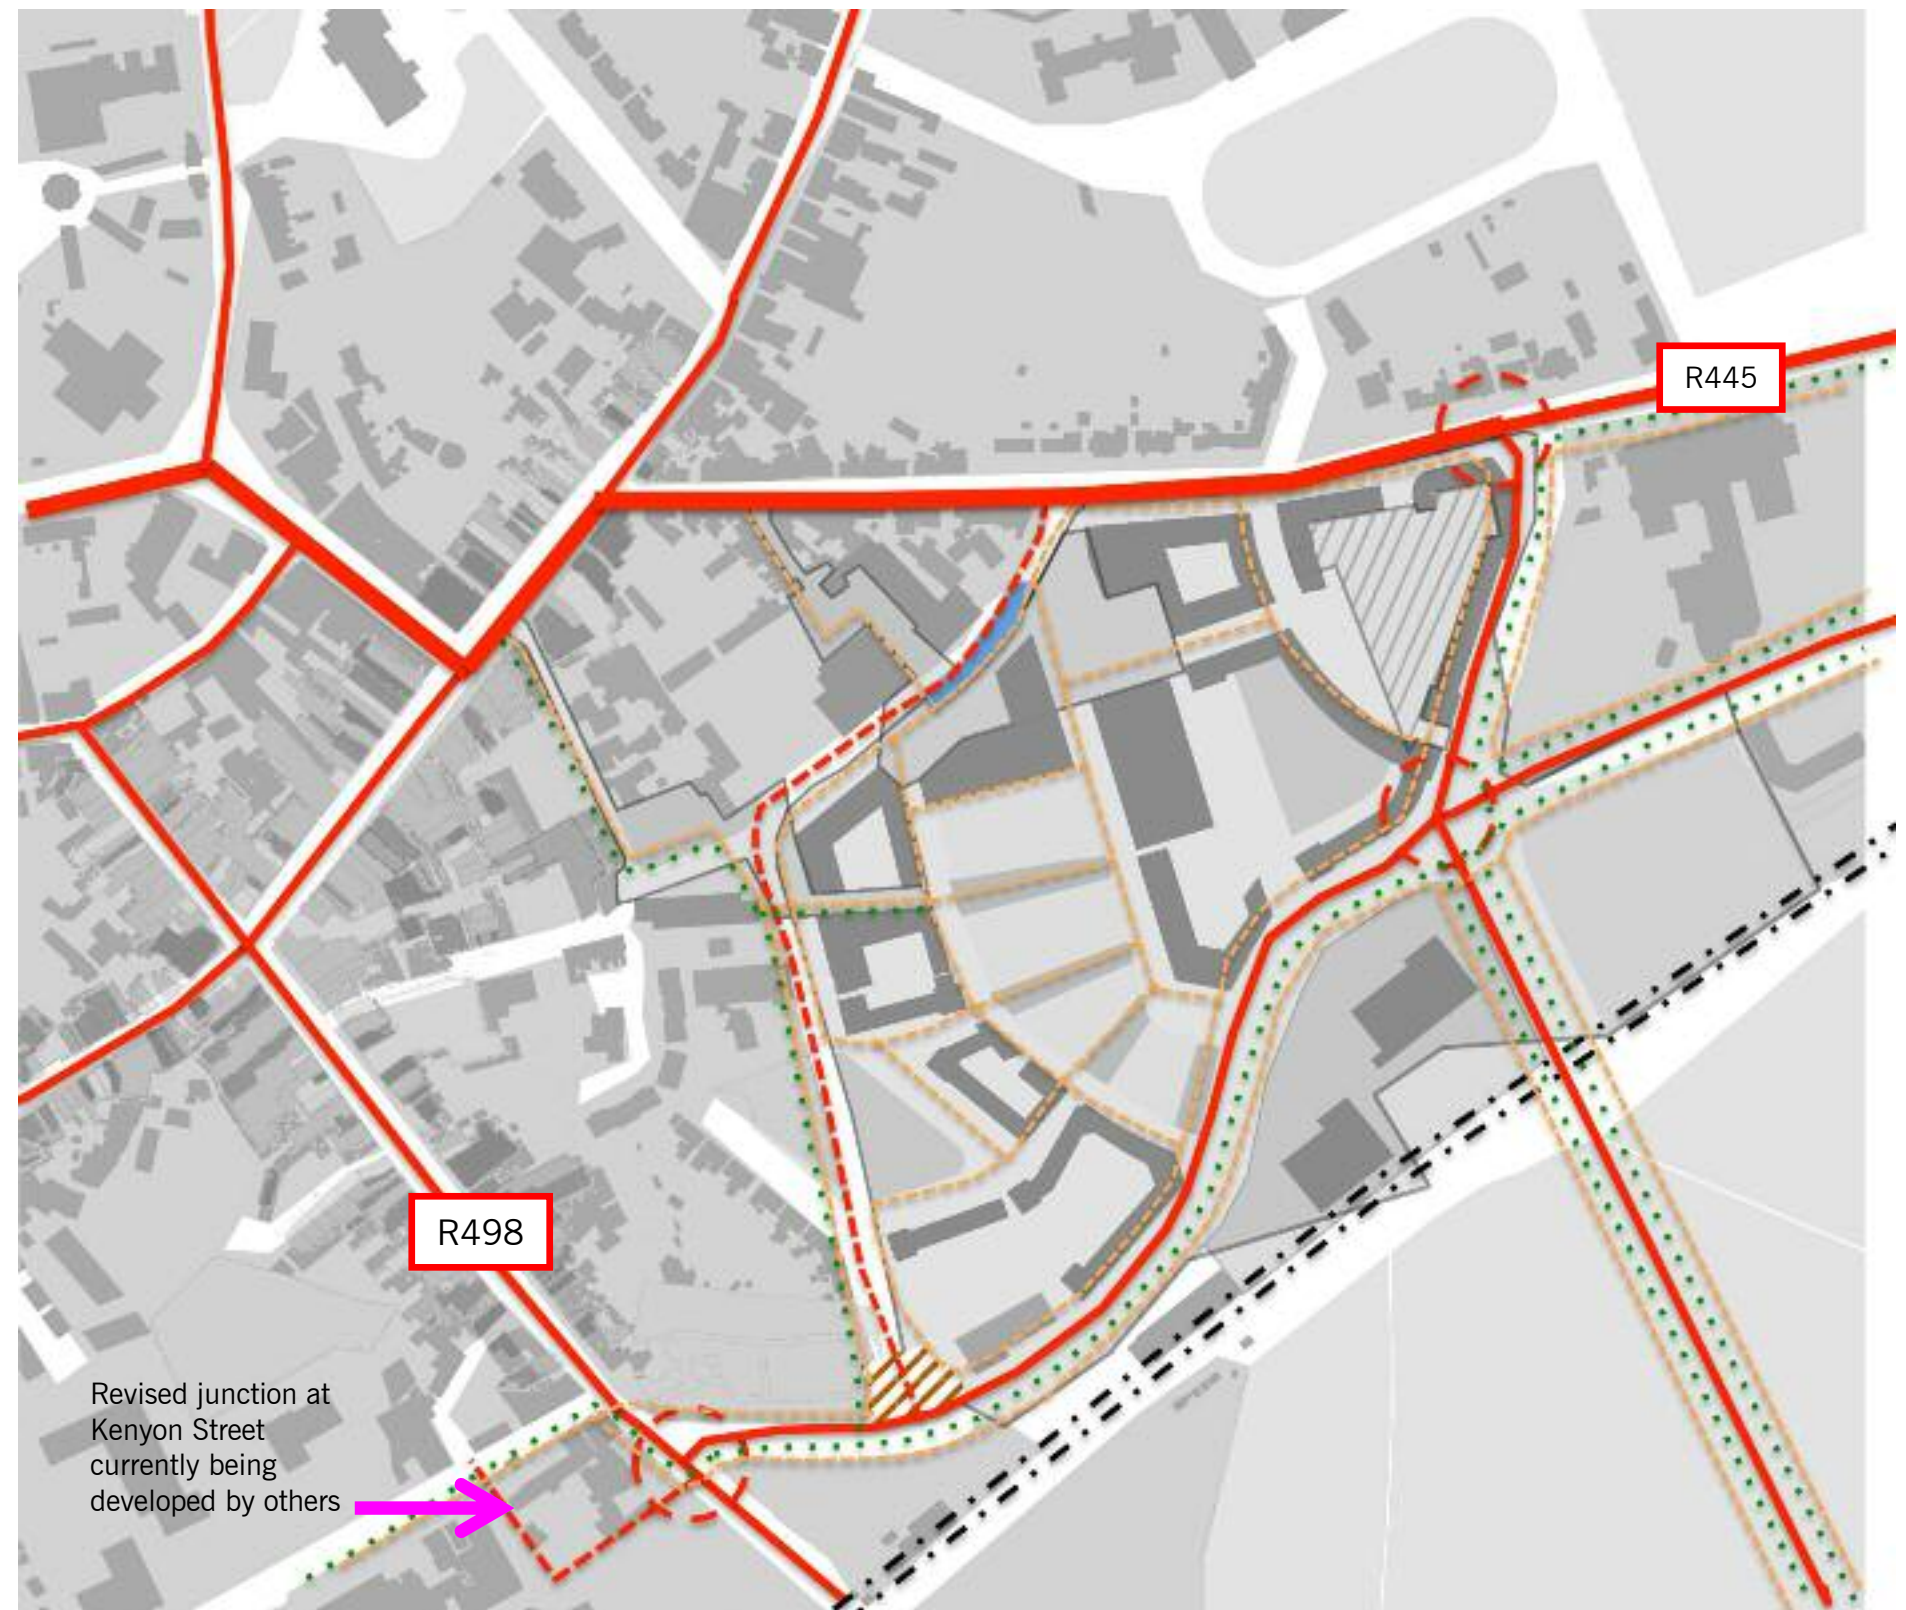 R445
R498
Revised junction at
Kenyon Street
currently being
developed by others